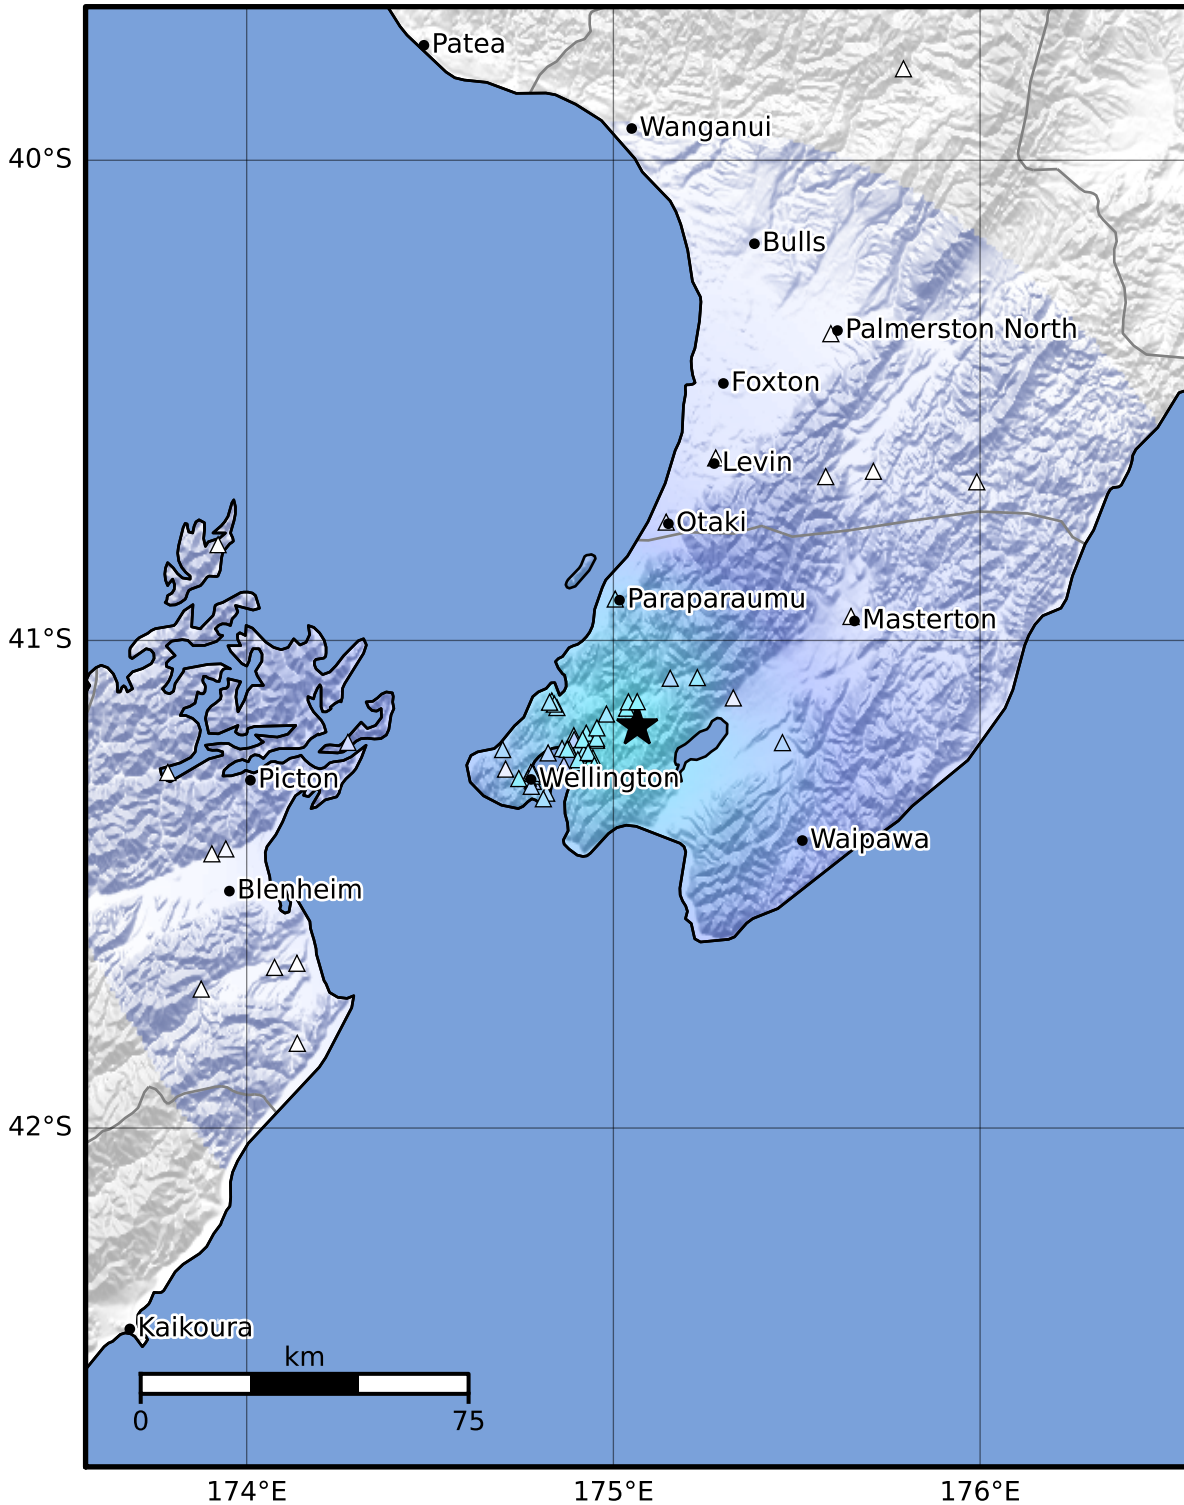 Patea
Wanganui
40°S
Bulls
Palmerston North
Foxton
Levin
Otaki
Paraparaumu
Masterton
41°S
Picton
Wellington
Waipawa
Blenheim
42°S
Kaikoura
km
0
75
174°E
175°E
176°E